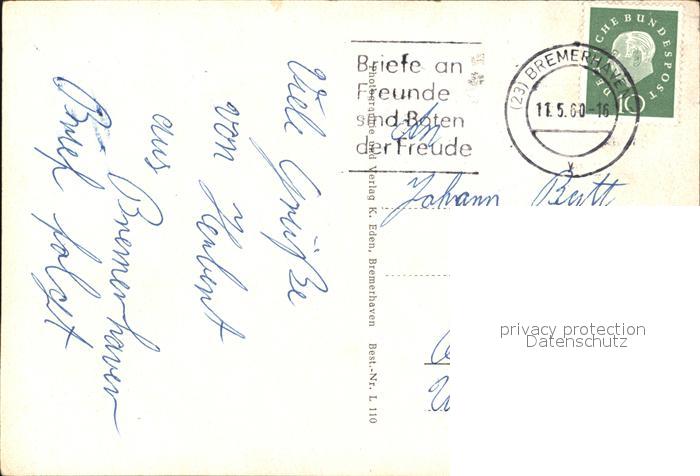 Viele Grüße
von Herbert
aus
Bremerhaven
Brief folgt
Photographie und Verlag K. Eden, Bremerhaven Best.-Nr. L 110
Briefe an
Freunde
sind Boten
der Freude
(23) BREMERHAVEN
11.5.60-16
v
DEUTSCHE BUNDESPOST
10
An
Johann
privacy protection
Datenschutz